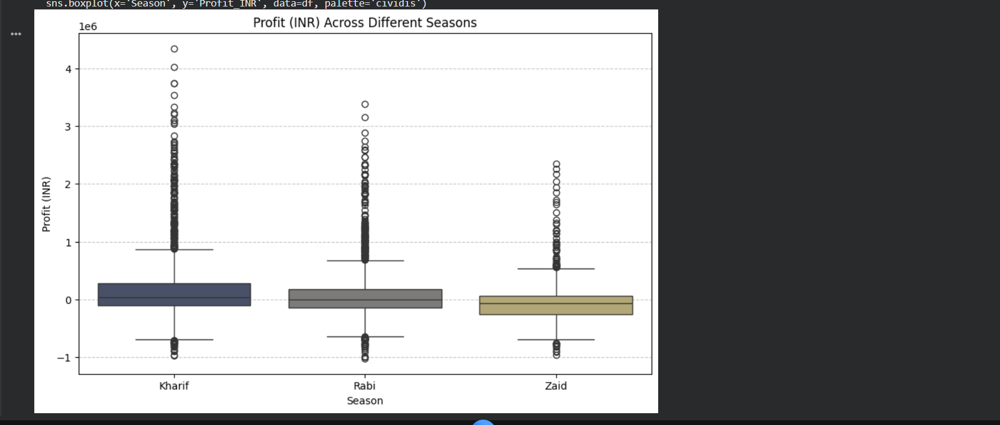 sns.boxplot(x='Season', y='Profit_INR', data=df, palette='cividis')
Profit (INR) Across Different Seasons
1e6
4
3
2
1
0
−1
Profit (INR)
Kharif Rabi Zaid
Season